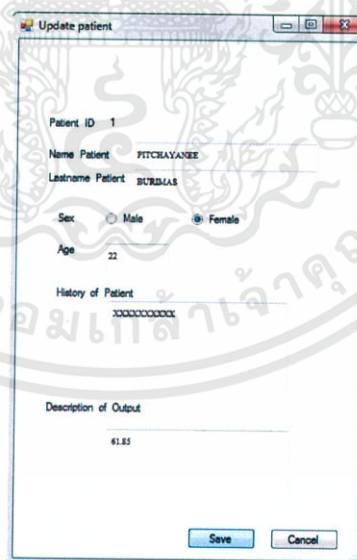 Update patient
Patient ID 1
Name Patient PITCHAYANEE
Lastname Patient BURIMAS
Sex Male Female
Age 22
History of Patient
XXXXXXXXXXX
Description of Output
61.85
Save Cancel